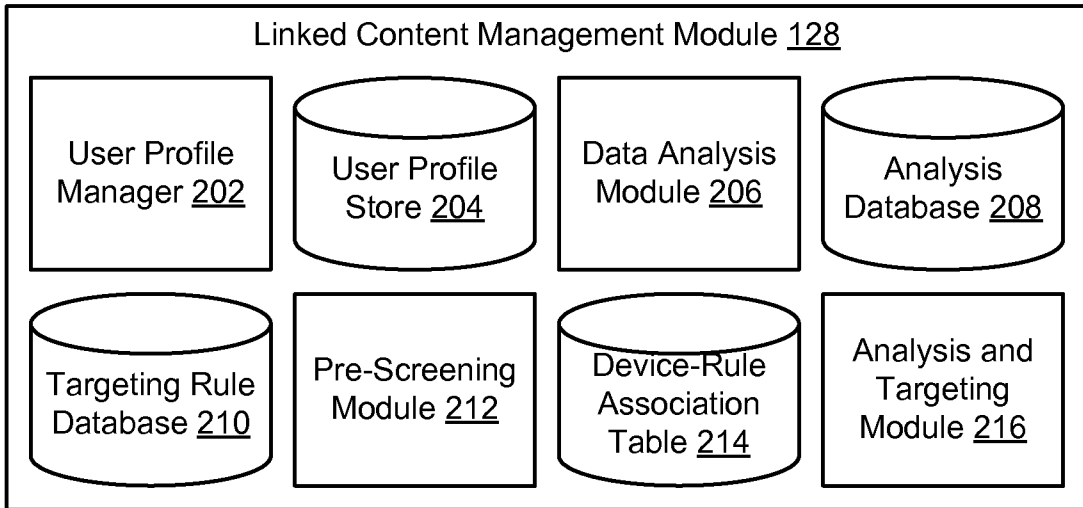 Linked Content Management Module 128
User Profile
Manager 202
User Profile
Store 204
Data Analysis
Module 206
Analysis
Database 208
Targeting Rule
Database 210
Pre-Screening
Module 212
Device-Rule
Association
Table 214
Analysis and
Targeting
Module 216